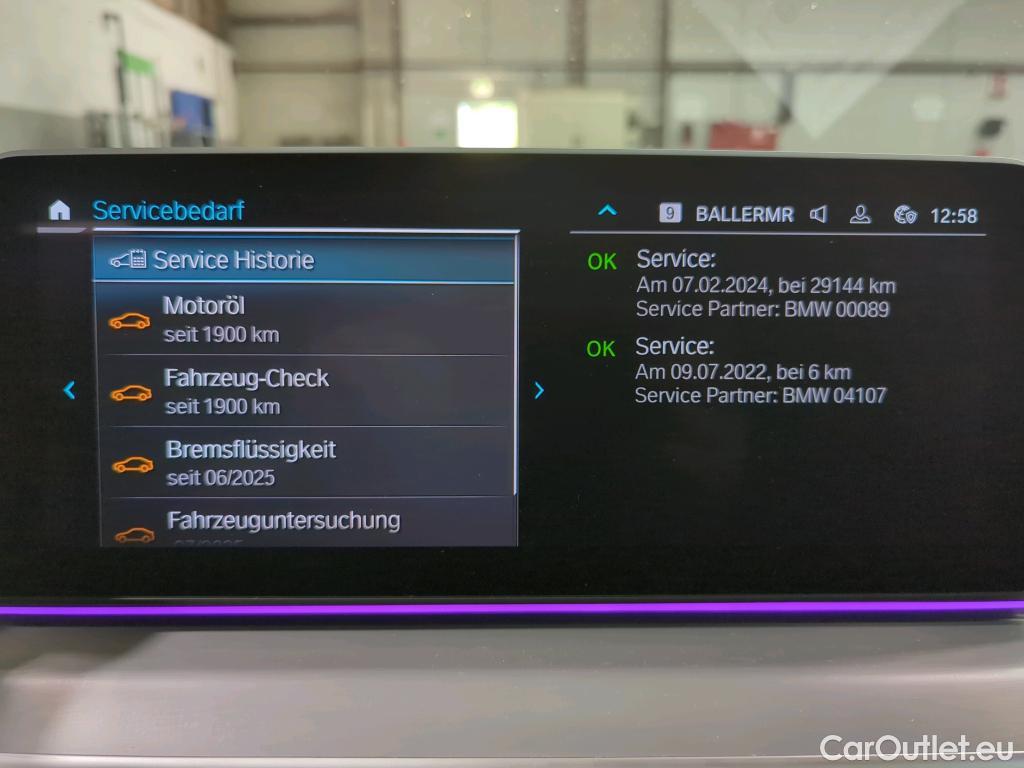 Servicebedarf
9 BALLERMR 12:58
Service Historie
Motoröl
seit 1900 km
Fahrzeug-Check
seit 1900 km
Bremsflüssigkeit
seit 06/2025
Fahrzeuguntersuchung
OK Service:
Am 07.02.2024, bei 29144 km
Service Partner: BMW 00089
OK Service:
Am 09.07.2022, bei 6 km
Service Partner: BMW 04107
CarOutlet.eu